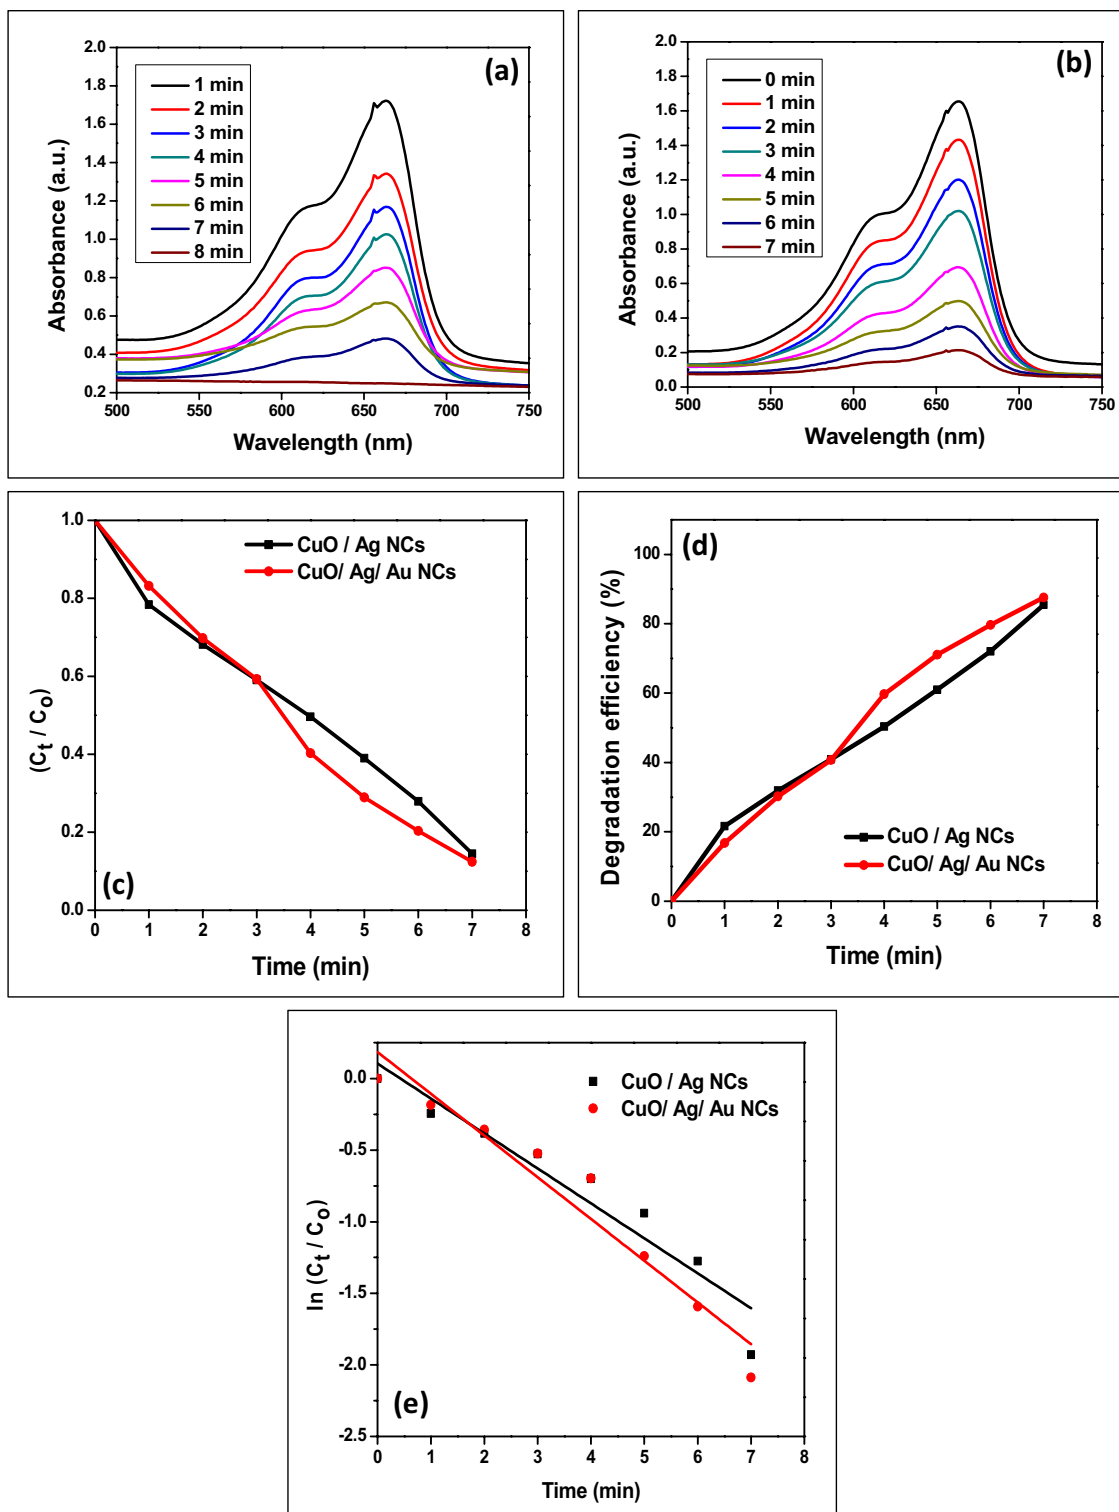 (a)
1 min
2 min
3 min
4 min
5 min
6 min
7 min
8 min
2.0
1.8
1.6
1.4
1.2
1.0
0.8
0.6
0.4
0.2
500
550
600
650
700
750
Absorbance (a.u.)
Wavelength (nm)
(b)
0 min
1 min
2 min
3 min
4 min
5 min
6 min
7 min
2.0
1.8
1.6
1.4
1.2
1.0
0.8
0.6
0.4
0.2
0.0
500
550
600
650
700
750
Absorbance (a.u.)
Wavelength (nm)
CuO / Ag NCs
CuO/ Ag/ Au NCs
1.0
0.8
0.6
0.4
0.2
0.0
(c)
0 1 2 3 4 5 6 7 8
(Ct / Co)
Time (min)
(d)
100
80
60
40
20
0
CuO / Ag NCs
CuO/ Ag/ Au NCs
0 1 2 3 4 5 6 7 8
Degradation efficiency (%)
Time (min)
CuO / Ag NCs
CuO/ Ag/ Au NCs
0.0
-0.5
-1.0
-1.5
-2.0
-2.5
(e)
0 1 2 3 4 5 6 7 8
ln (Ct / Co)
Time (min)